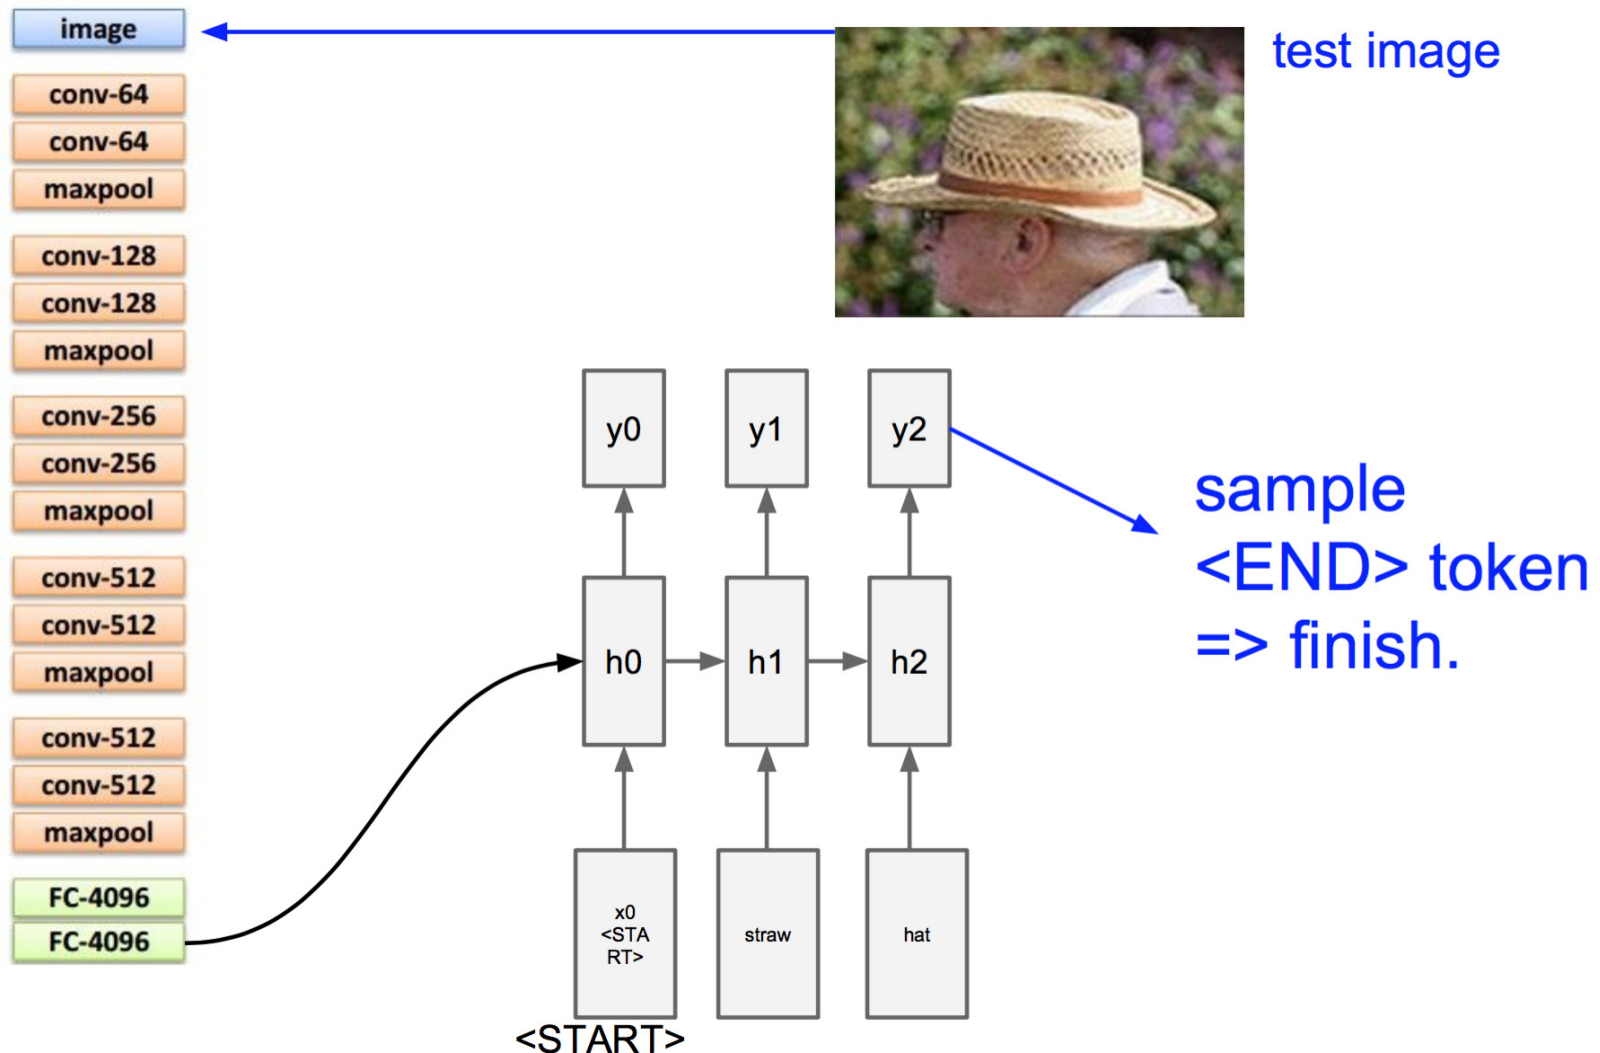 image
conv-64
conv-64
maxpool
conv-128
conv-128
maxpool
conv-256
conv-256
maxpool
conv-512
conv-512
maxpool
conv-512
conv-512
maxpool
FC-4096
FC-4096
test image
y0
y1
y2
sample
<END> token
=> finish.
h0
h1
h2
x0
<STA
RT>
straw
hat
<START>